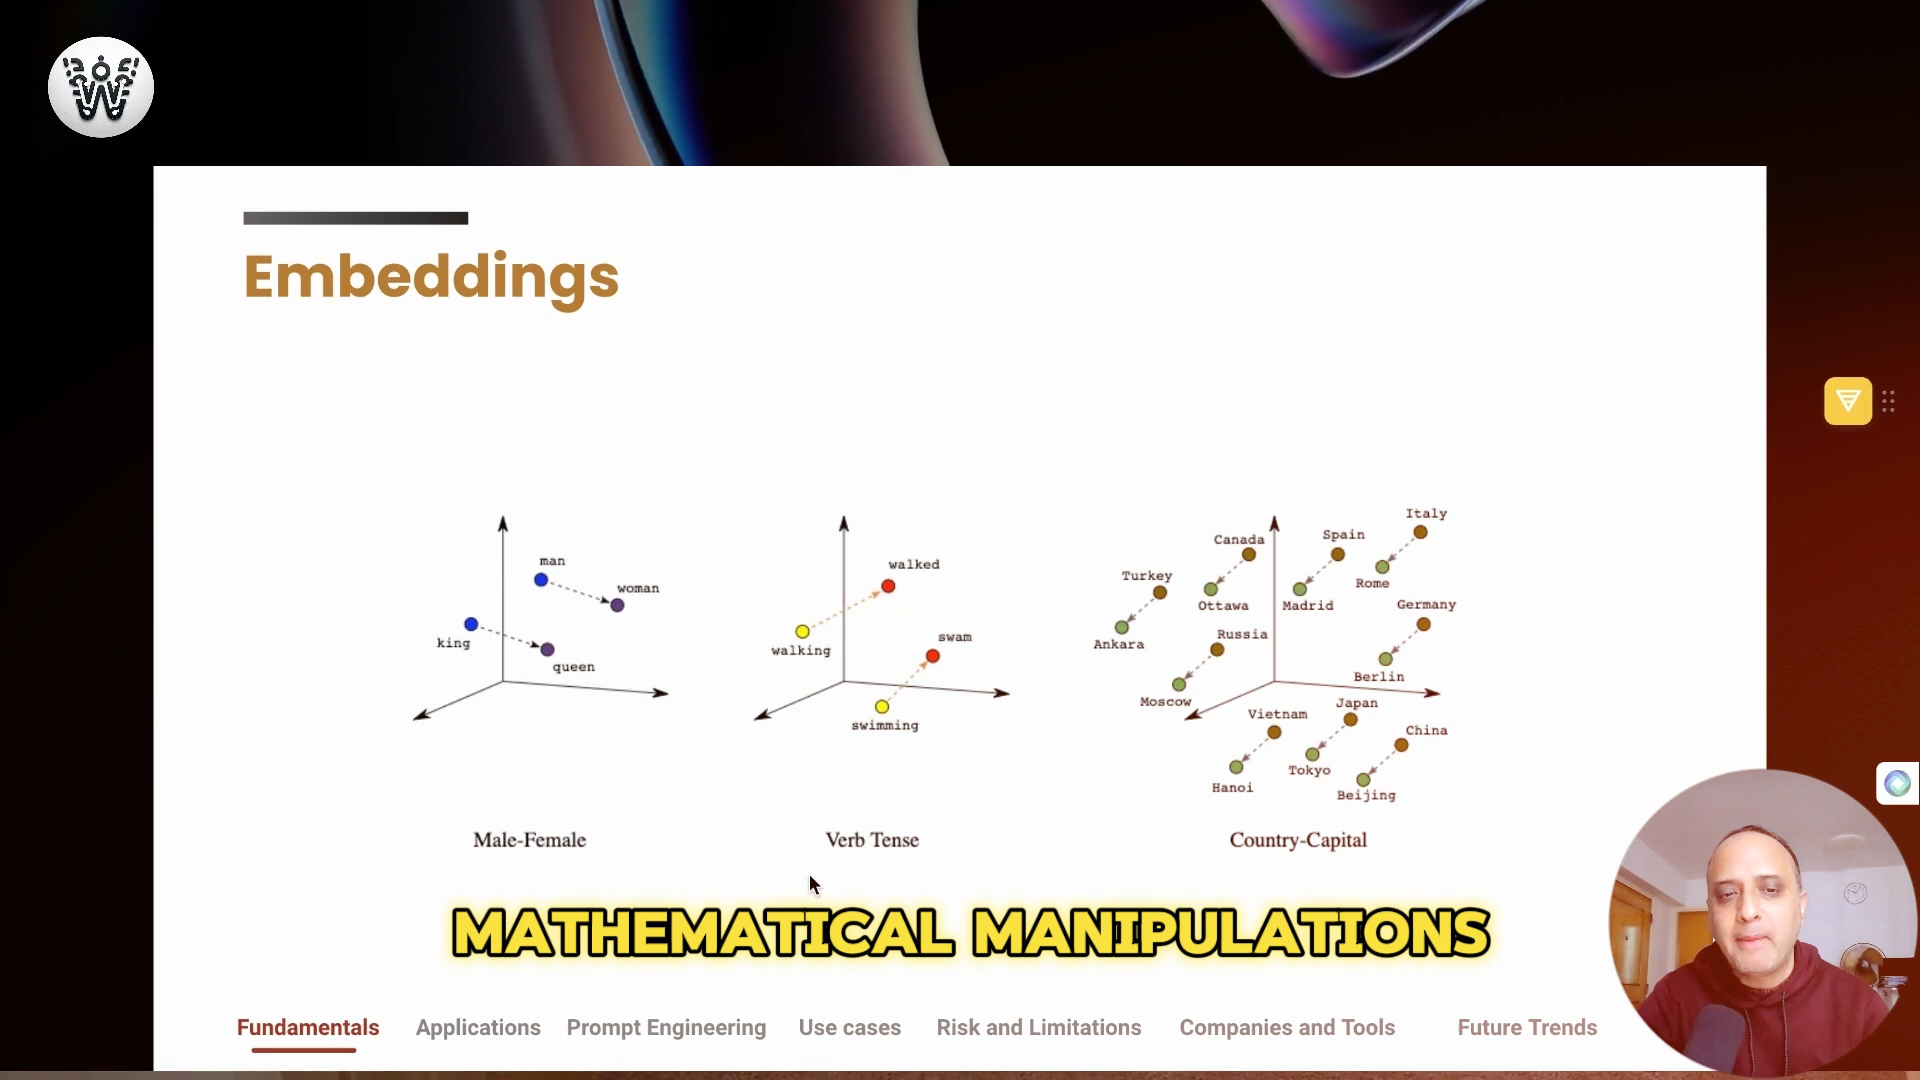 W
Embeddings
man
woman
king
queen
Male-Female
walked
walking
swam
swimming
Verb Tense
Italy
Canada
Spain
Turkey
Rome
Ottawa
Madrid
Germany
Ankara
Russia
Berlin
Moscow
Vietnam
Japan
China
Tokyo
Hanoi
Beijing
Country-Capital
MATHEMATICAL MANIPULATIONS
Fundamentals Applications Prompt Engineering Use cases Risk and Limitations Companies and Tools Future Trends